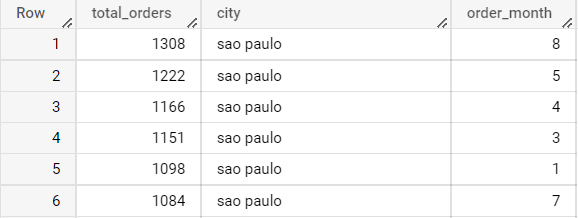 Row total_orders city order_month
1 1308 sao paulo 8
2 1222 sao paulo 5
3 1166 sao paulo 4
4 1151 sao paulo 3
5 1098 sao paulo 1
6 1084 sao paulo 7